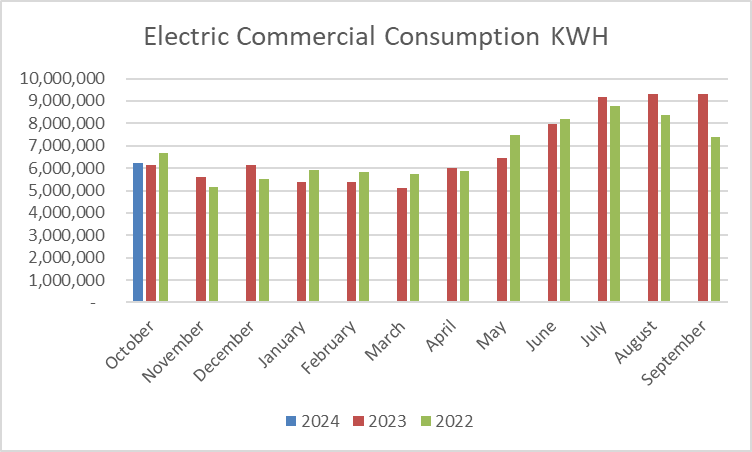 Electric Commercial Consumption KWH
10,000,000
9,000,000
8,000,000
7,000,000
6,000,000
5,000,000
4,000,000
3,000,000
2,000,000
1,000,000
-
October
November
December
January
February
March
April
May
June
July
August
September
2024 2023 2022